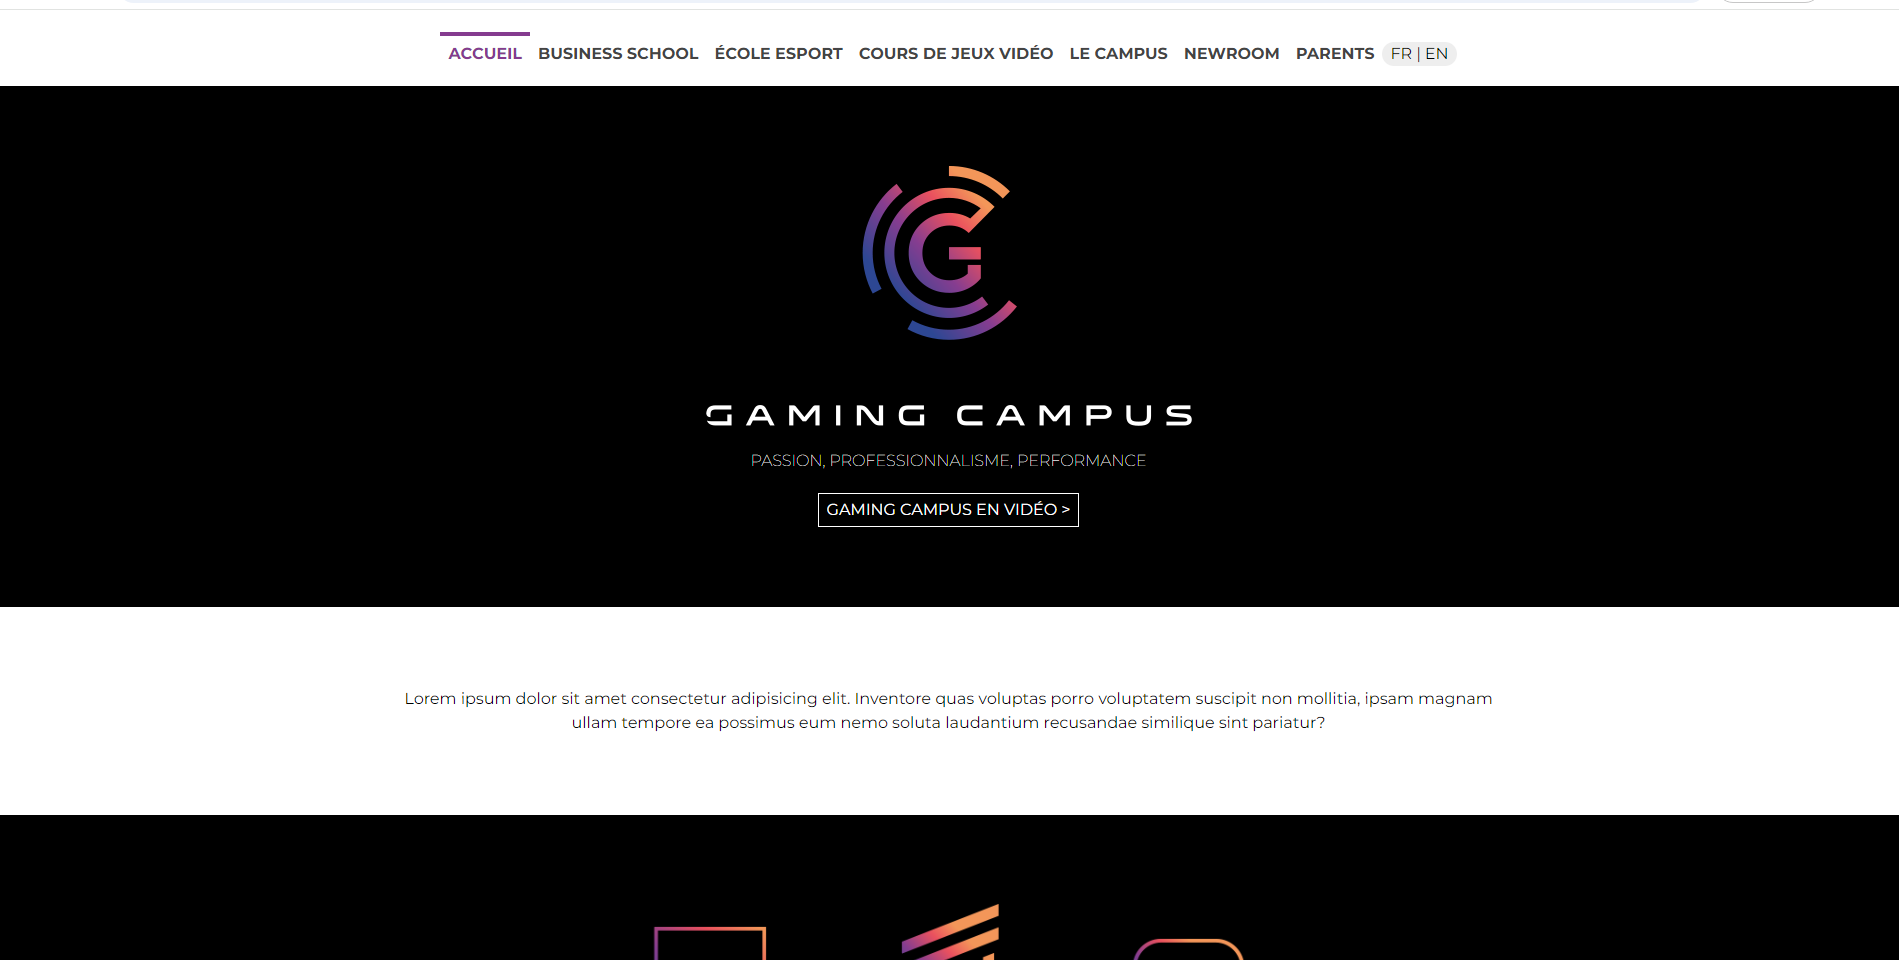 ACCUEIL BUSINESS SCHOOL ÉCOLE ESPORT COURS DE JEUX VIDÉO LE CAMPUS NEWROOM PARENTS FR | EN
G
GAMING CAMPUS
PASSION, PROFESSIONNALISME, PERFORMANCE
GAMING CAMPUS EN VIDÉO >
Lorem ipsum dolor sit amet consectetur adipisicing elit. Inventore quas voluptas porro voluptatem suscipit non mollitia, ipsam magnam
ullam tempore ea possimus eum nemo soluta laudantium recusandae similique sint pariatur?